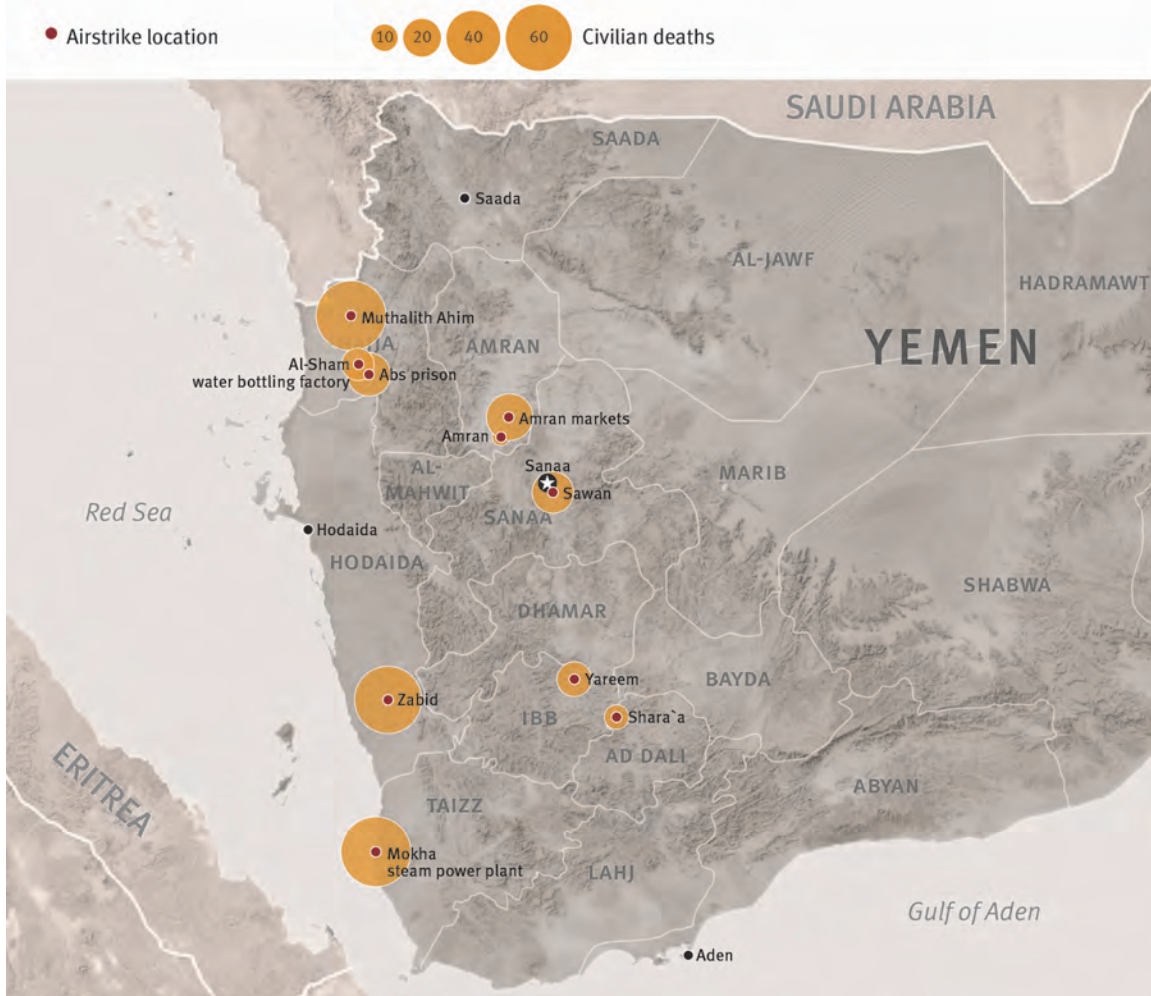 Airstrike location
10 20 40 60 Civilian deaths
SAUDI ARABIA
SAADA
Saada
AL-JAWF
HADRAMAWT
Muthalith Ahim
AMRAN
YEMEN
Al-Sham
water bottling factory
Abs prison
Amran markets
Amran
Sanaa
AL-
MAHWIT
MARIB
Sawan
SANAA
Red Sea
Hodaida
HODAIDA
SHABWA
DHAMAR
Yareem
BAYDA
Zabid
IBB
Shara`a
AD DALI
ERITREA
TAIZZ
ABYAN
Mokha
steam power plant
LAHJ
Gulf of Aden
Aden